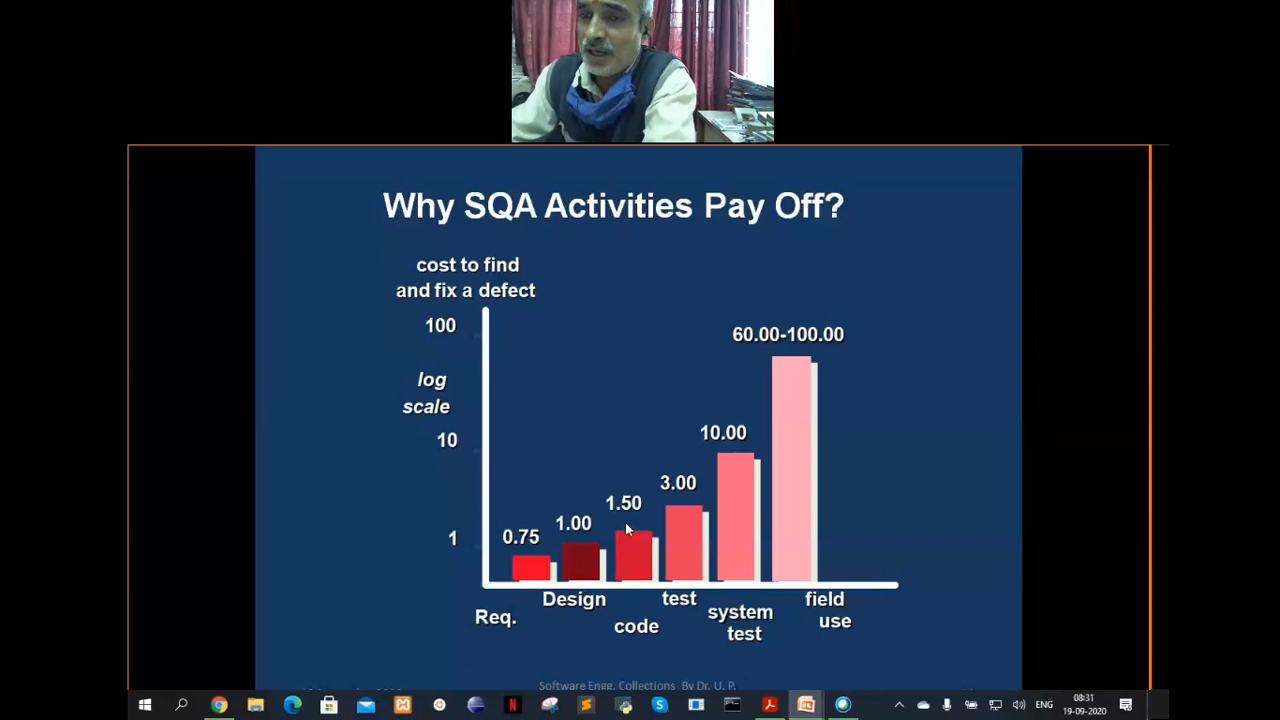 Why SQA Activities Pay Off?
cost to find
and fix a defect
100
log
scale
10
1
0.75
1.00
1.50
3.00
10.00
60.00-100.00
Req.
Design
code
test
system
test
field
use
Software Engg. Collections By Dr. U. P.
ENG
08:31
19-09-2020